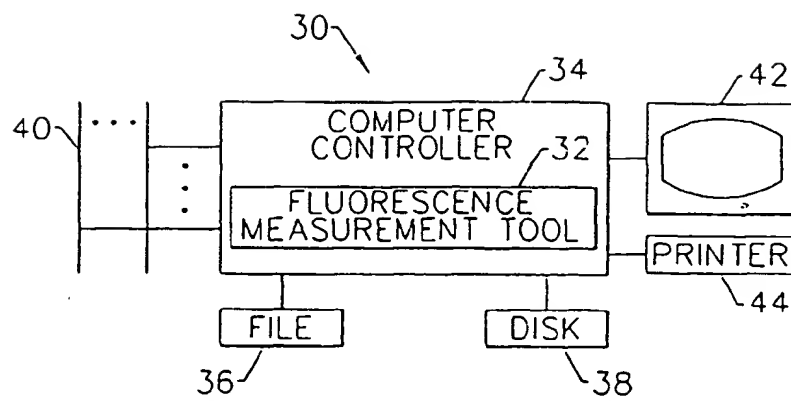 30
34
42
40
COMPUTER
CONTROLLER
32
FLUORESCENCE
MEASUREMENT TOOL
PRINTER
44
FILE
DISK
36
38